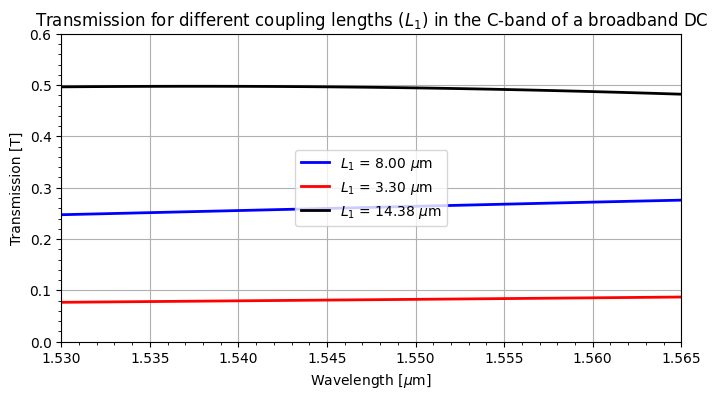 Transmission for different coupling lengths (L₁) in the C-band of a broadband DC
Transmission [T]
0.6
0.5
0.4
0.3
0.2
0.1
0.0
L₁ = 8.00 μm
L₁ = 3.30 μm
L₁ = 14.38 μm
1.530 1.535 1.540 1.545 1.550 1.555 1.560 1.565
Wavelength [μm]